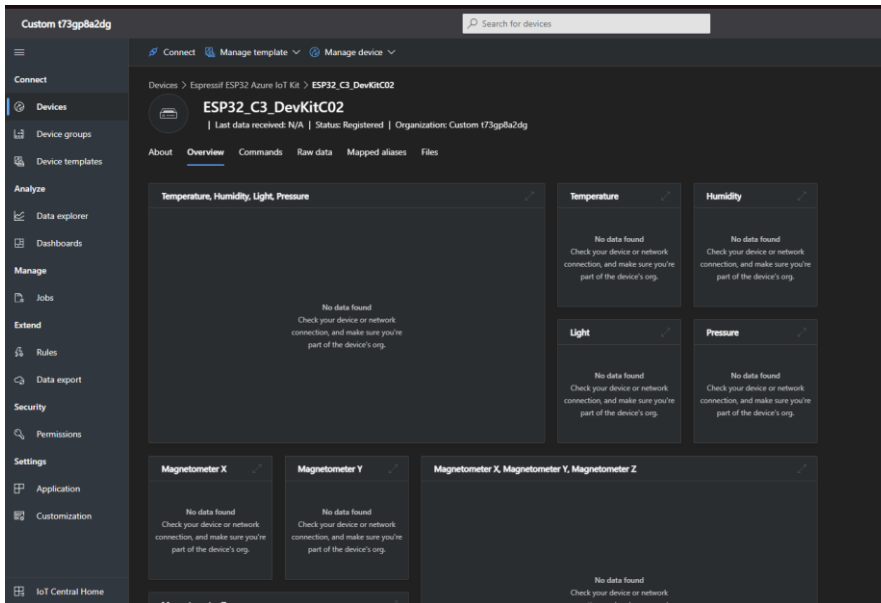 Custom t73gp8a2dg
Search for devices
Connect
Manage template
Manage device
Connect
Devices
Device groups
Device templates
Analyze
Data explorer
Dashboards
Manage
Jobs
Extend
Rules
Data export
Security
Permissions
Settings
Application
Customization
IoT Central Home
Devices > Espressif ESP32 Azure IoT Kit > ESP32_C3_DevKitC02
ESP32_C3_DevKitC02
| Last data received: N/A | Status: Registered | Organization: Custom t73gp8a2dg
About Overview Commands Raw data Mapped aliases Files
Temperature, Humidity, Light, Pressure
No data found
Check your device or network
connection, and make sure you're
part of the device's org.
Temperature
No data found
Check your device or network
connection, and make sure you're
part of the device's org.
Humidity
No data found
Check your device or network
connection, and make sure you're
part of the device's org.
Light
No data found
Check your device or network
connection, and make sure you're
part of the device's org.
Pressure
No data found
Check your device or network
connection, and make sure you're
part of the device's org.
Magnetometer X
No data found
Check your device or network
connection, and make sure you're
part of the device's org.
Magnetometer Y
No data found
Check your device or network
connection, and make sure you're
part of the device's org.
Magnetometer X, Magnetometer Y, Magnetometer Z
No data found
Check your device or network